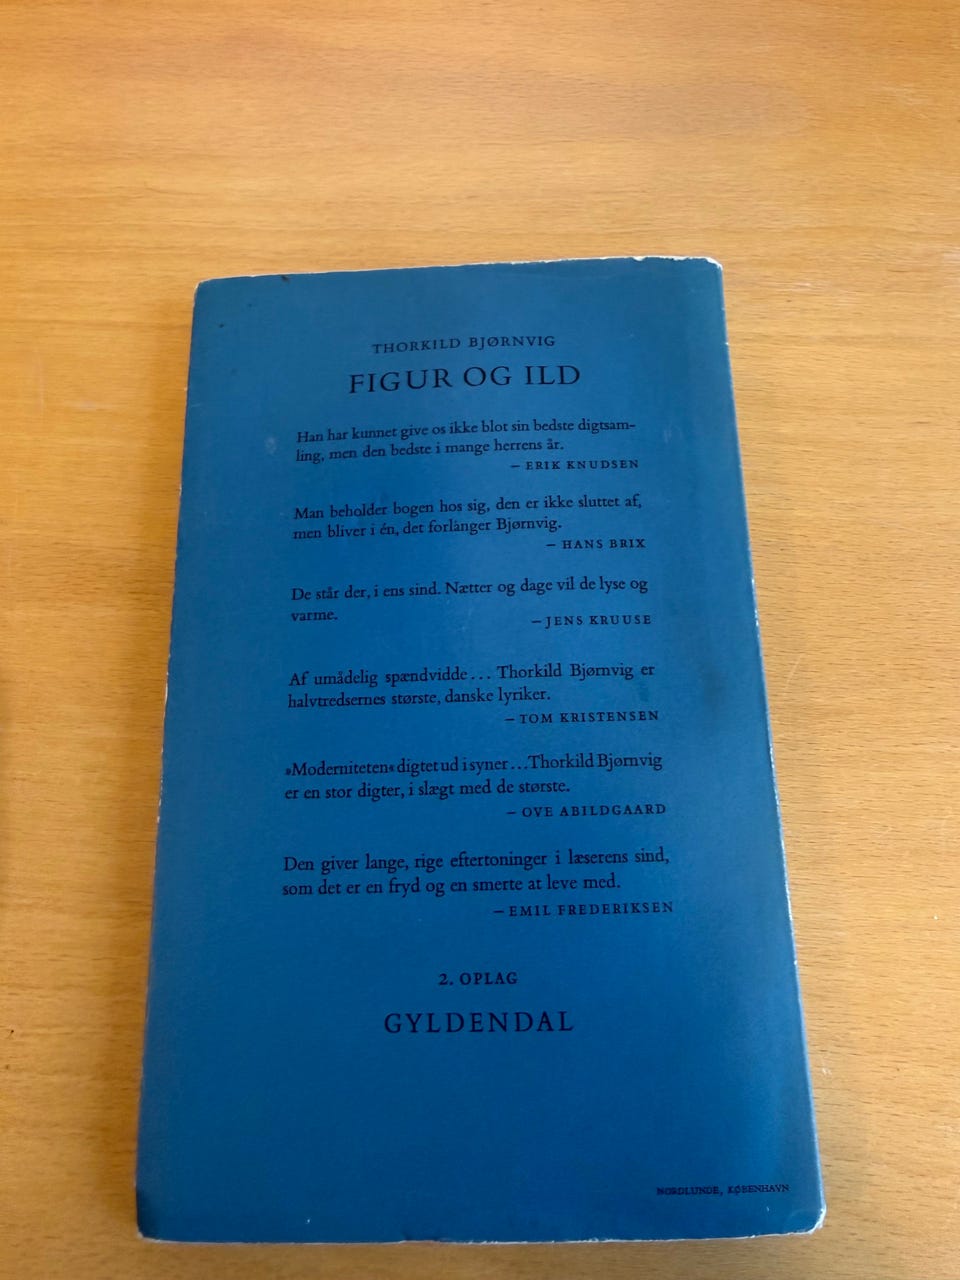 THORKILD BJØRNVIG
FIGUR OG ILD
Han har kunnet give os ikke blot sin bedste digtsam-
ling, men den bedste i mange herrens år.
– ERIK KNUDSEN
Man beholder bogen hos sig, den er ikke sluttet af,
men bliver i én, det forlanger Bjørnvig.
– HANS BRIX
De står der, i ens sind. Nætter og dage vil de lyse og
varme.
– JENS KRUUSE
Af umådelig spændvidde... Thorkild Bjørnvig er
halvtredsernes største, danske lyriker.
– TOM KRISTENSEN
»Moderniteten« digtet ud i syner...Thorkild Bjørnvig
er en stor digter, i slægt med de største.
– OVE ABILDGAARD
Den giver lange, rige eftertoninger i læserens sind,
som det er en fryd og en smerte at leve med.
– EMIL FREDERIKSEN
2. OPLAG
GYLDENDAL
NORDLUNDE, KØBENHAVN